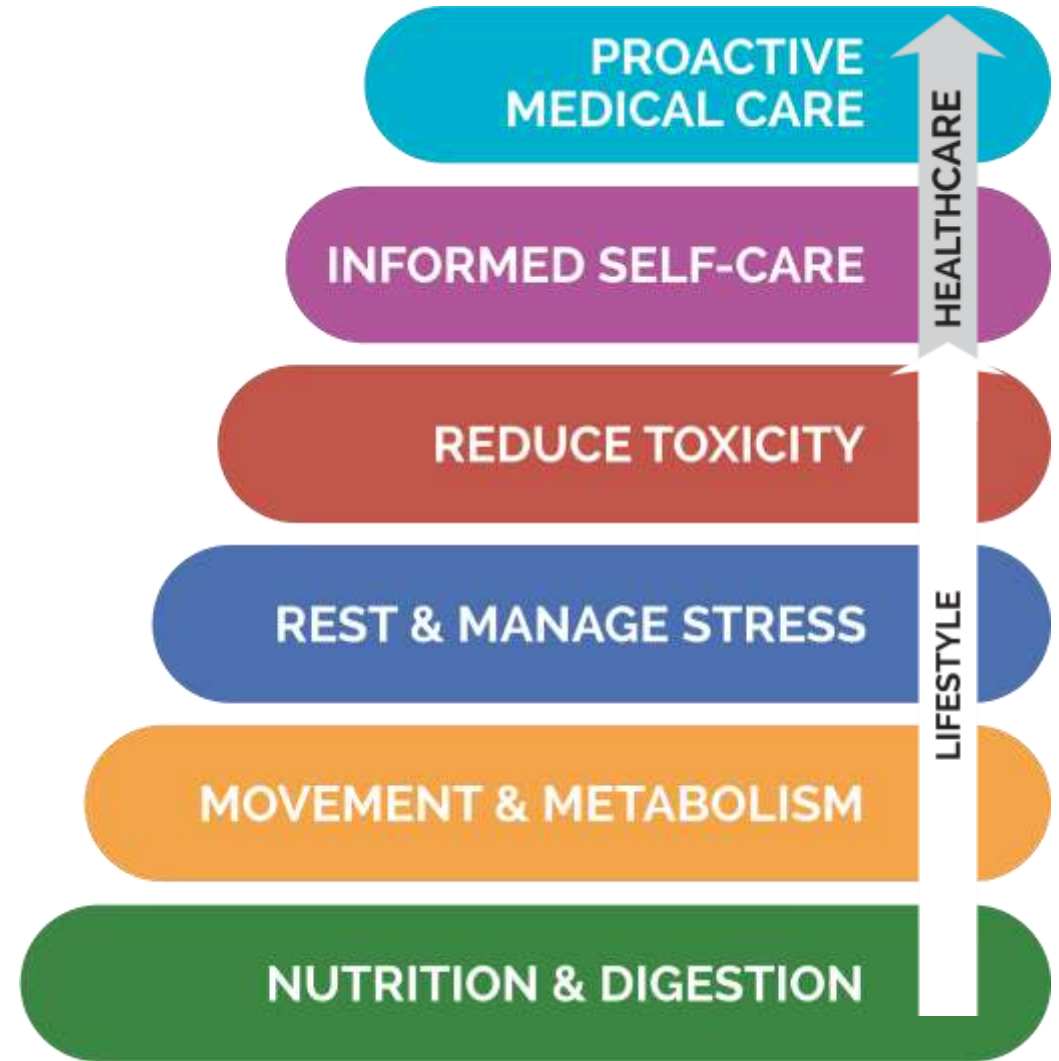 PROACTIVE
MEDICAL CARE
HEALTHCARE
INFORMED SELF-CARE
REDUCE TOXICITY
REST & MANAGE STRESS
LIFESTYLE
MOVEMENT & METABOLISM
NUTRITION & DIGESTION